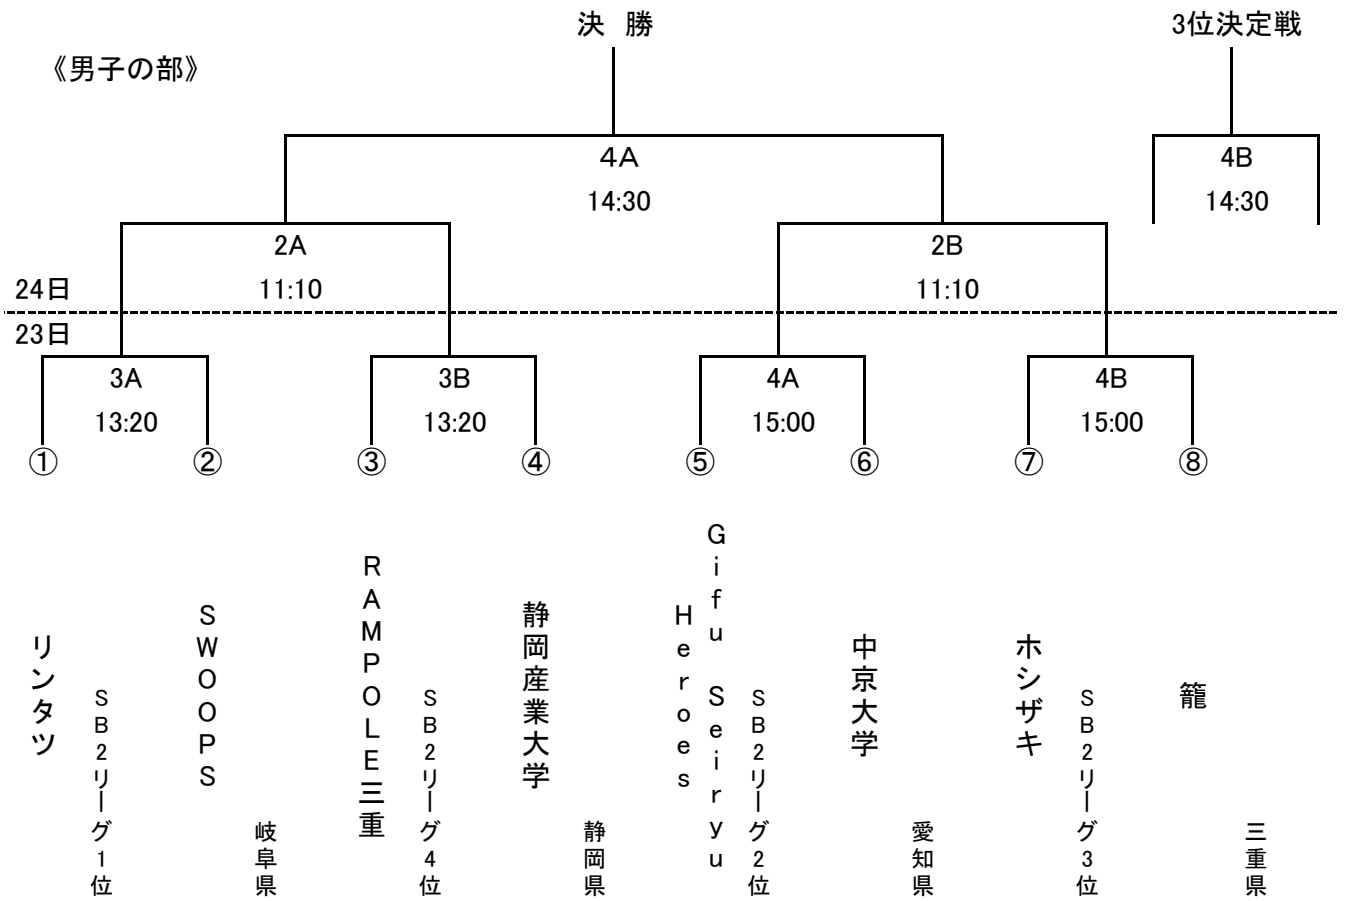 決 勝
3位決定戦
《男子の部》
4A
14:30
4B
14:30
2A
11:10
2B
11:10
24日
23日
3A
13:20
3B
13:20
4A
15:00
4B
15:00
①
②
③
④
⑤
⑥
⑦
⑧
リンタツ
SB2リーグ1位
SWOOPS
岐阜県
RAMPOLE三重
SB2リーグ4位
静岡産業大学
静岡県
Gifu Seiryu
Heroes
SB2リーグ2位
中京大学
愛知県
ホシザキ
SB2リーグ3位
籠
三重県